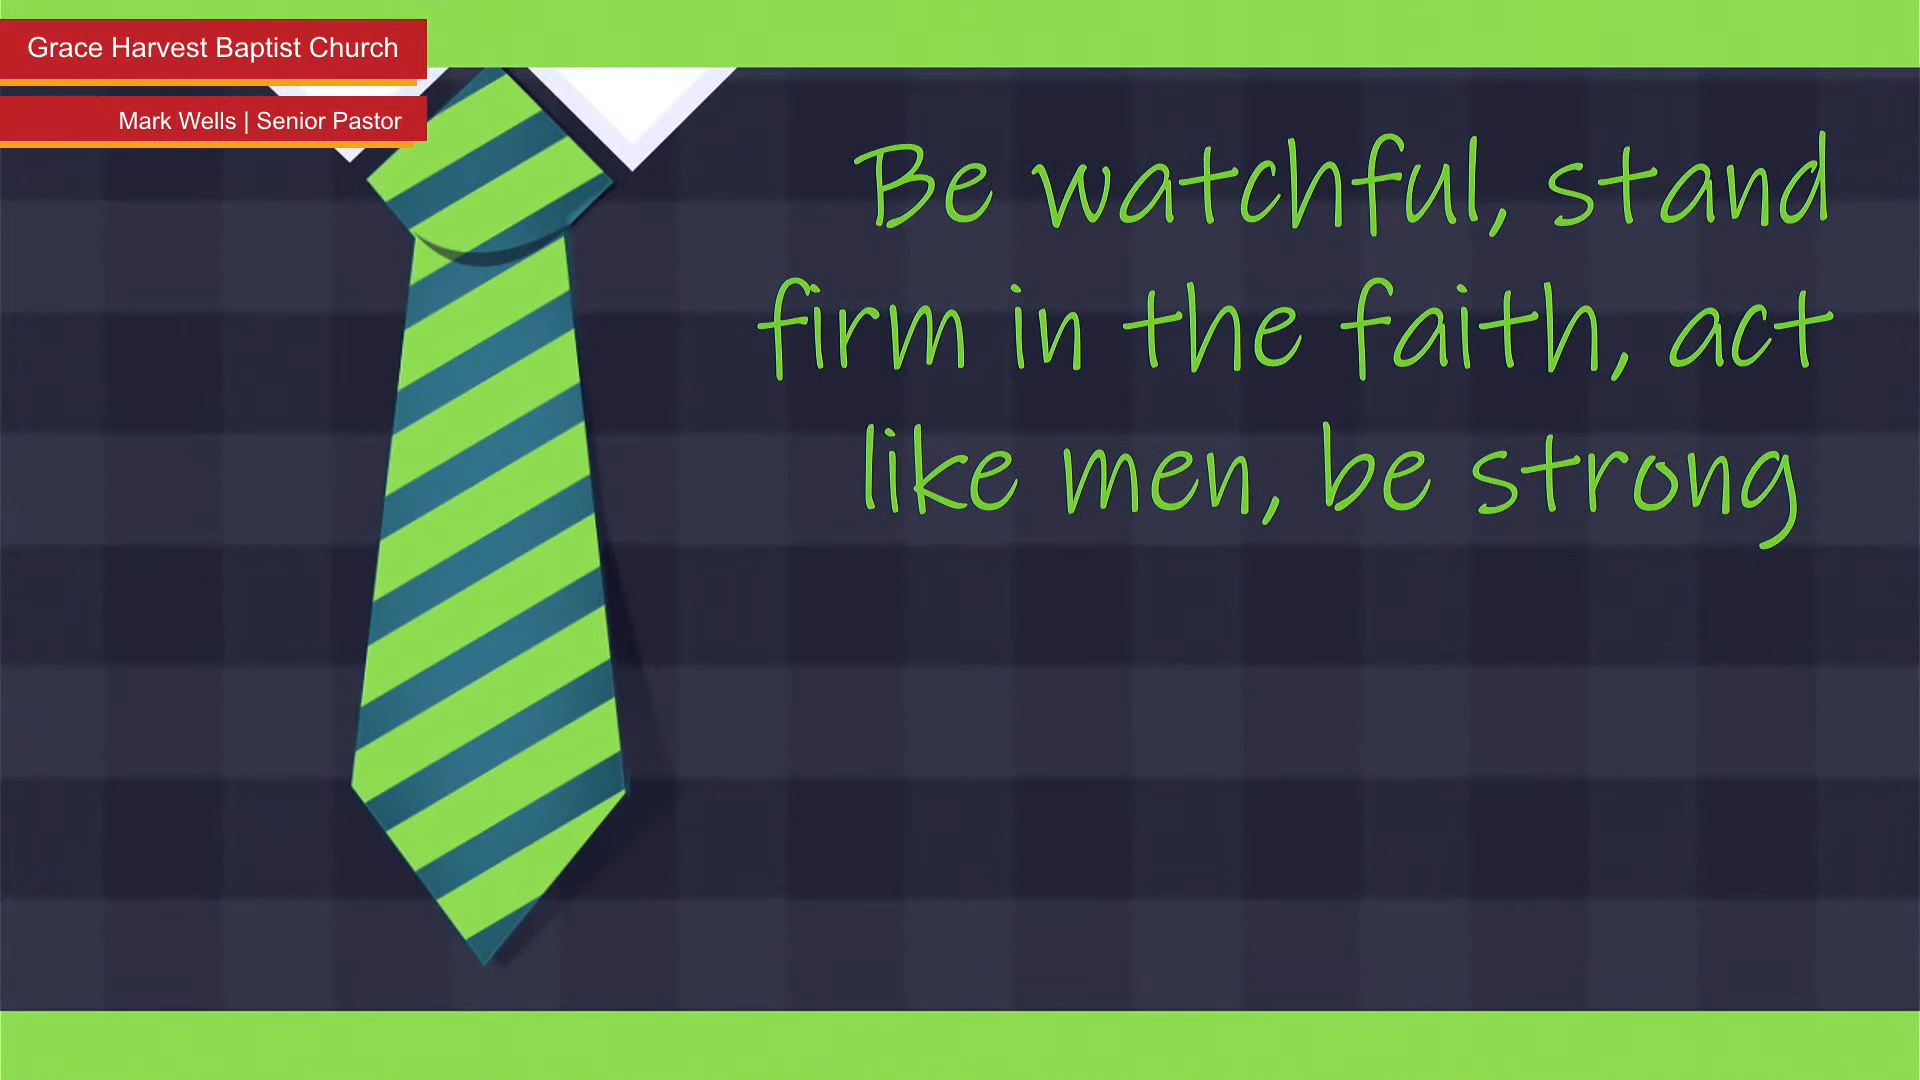 Grace Harvest Baptist Church
Mark Wells | Senior Pastor
Be watchful, stand
firm in the faith, act
like men, be strong